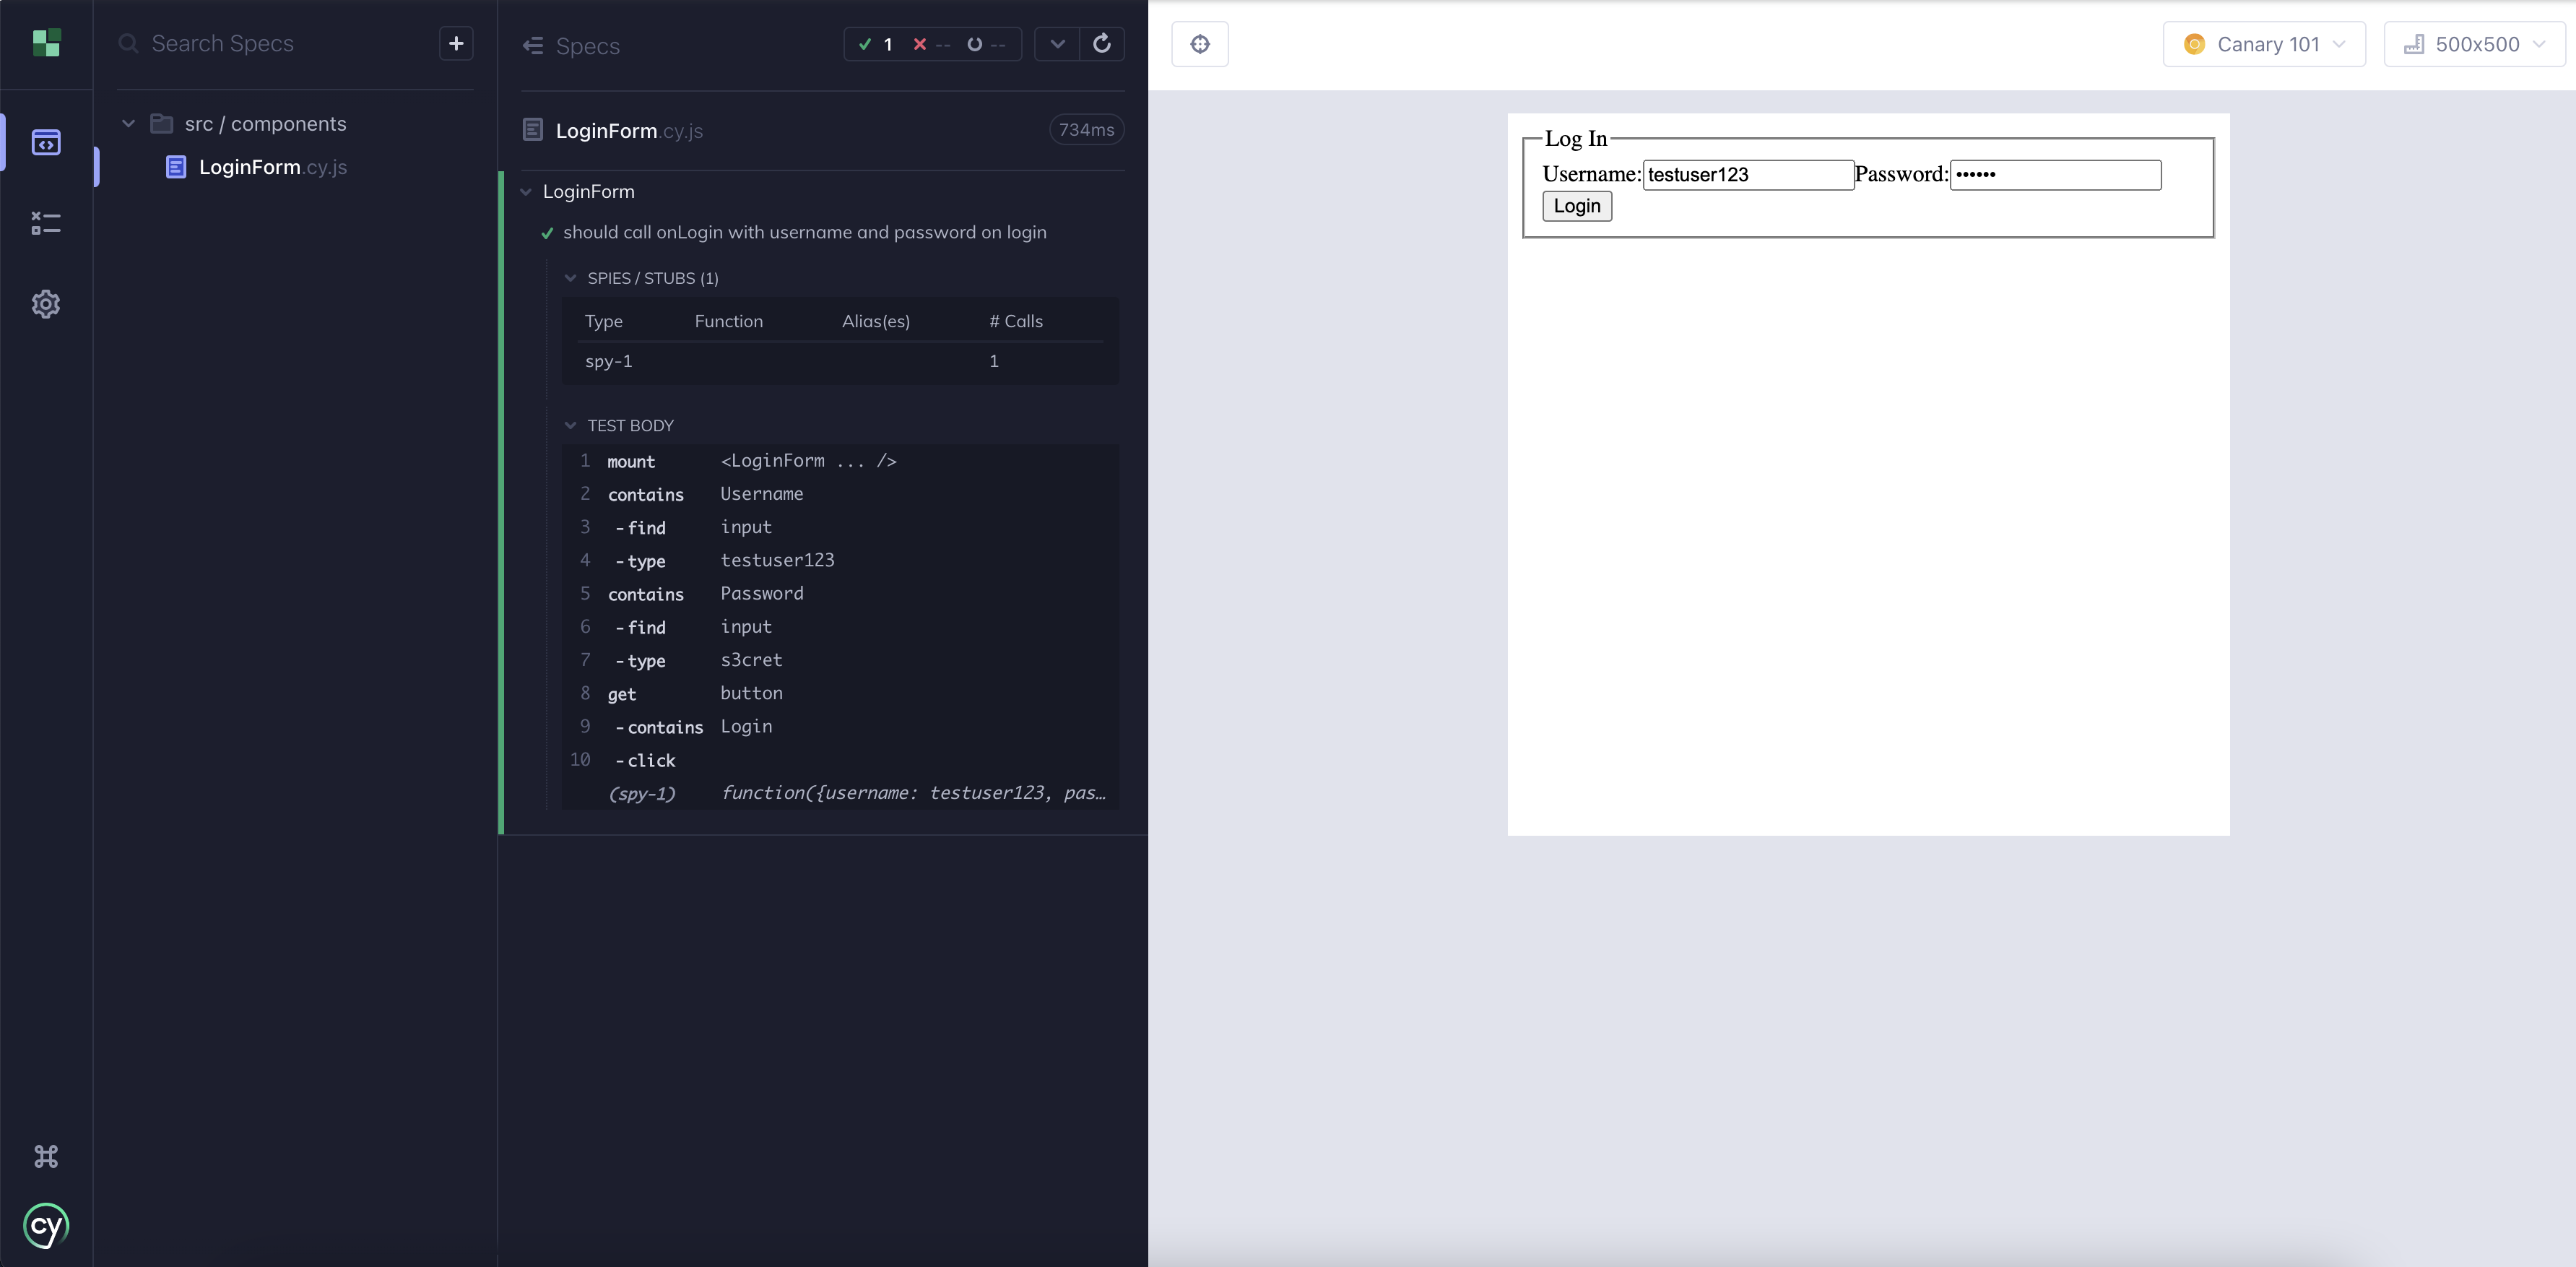 Search Specs
+
src / components
LoginForm.cy.js
cy
Specs
1 -- --
LoginForm.cy.js
734ms
LoginForm
should call onLogin with username and password on login
SPIES / STUBS (1)
Type Function Alias(es) # Calls
spy-1 1
TEST BODY
1 mount <LoginForm ... />
2 contains Username
3 -find input
4 -type testuser123
5 contains Password
6 -find input
7 -type s3cret
8 get button
9 -contains Login
10 -click
(spy-1) function({username: testuser123, pas…
Canary 101
500x500
Log In
Username: testuser123 Password: ••••••
Login